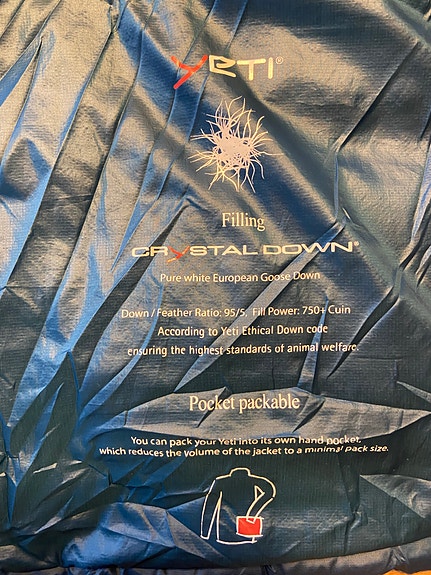 YETI®
Filling
CRYSTAL DOWN®
Pure white European Goose Down
Down / Feather Ratio: 95/5, Fill Power: 750+ Cuin
According to Yeti Ethical Down code
ensuring the highest standards of animal welfare.
Pocket packable
You can pack your Yeti into its own hand pocket,
which reduces the volume of the jacket to a minimal pack size.